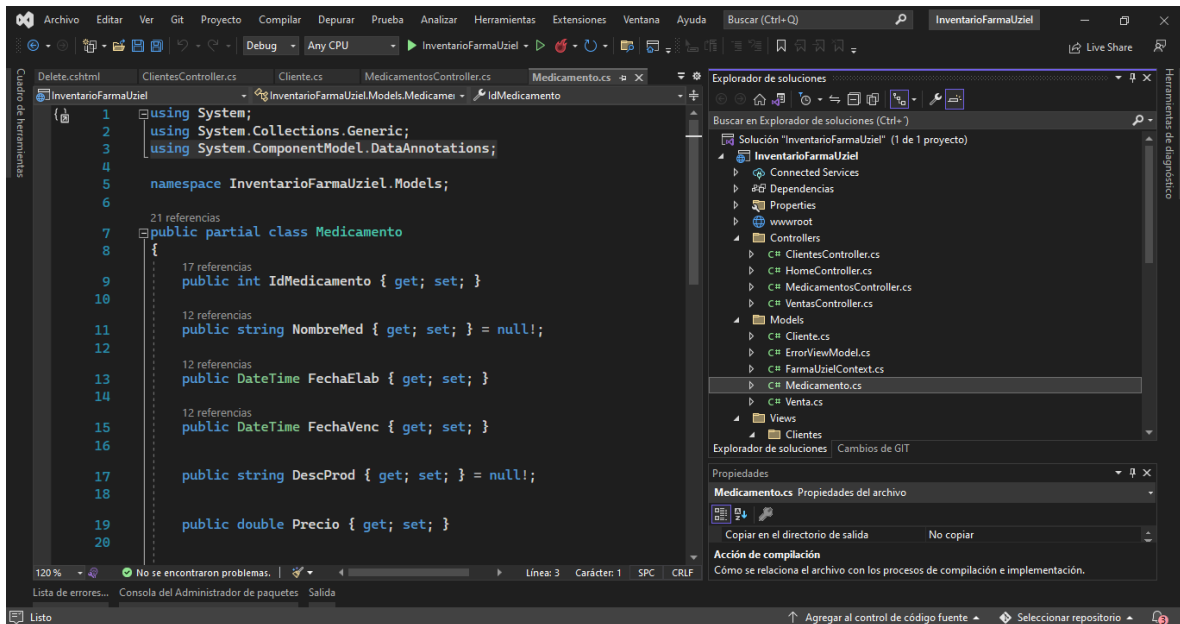 Archivo Editar Ver Git Proyecto Compilar Depurar Prueba Analizar Herramientas Extensiones Ventana Ayuda Buscar (Ctrl+Q) InventarioFarmaUziel
Debug Any CPU InventarioFarmaUziel Live Share
Cuadro de herramientas
Delete.cshtml ClientesController.cs Cliente.cs MedicamentosController.cs Medicamento.cs
InventarioFarmaUziel InventarioFarmaUziel.Models.Medicamer IdMedicamento
1 using System;
2 using System.Collections.Generic;
3 using System.ComponentModel.DataAnnotations;
4
5 namespace InventarioFarmaUziel.Models;
6
21 referencias
7 public partial class Medicamento
8 {
17 referencias
9 public int IdMedicamento { get; set; }
10
12 referencias
11 public string NombreMed { get; set; } = null!;
12
12 referencias
13 public DateTime FechaElab { get; set; }
14
12 referencias
15 public DateTime FechaVenc { get; set; }
16
17 public string DescProd { get; set; } = null!;
18
19 public double Precio { get; set; }
20
120 % No se encontraron problemas. Línea: 3 Carácter: 1 SPC CRLF
Explorador de soluciones
Buscar en Explorador de soluciones (Ctrl+´)
Solución "InventarioFarmaUziel" (1 de 1 proyecto)
InventarioFarmaUziel
Connected Services
Dependencias
Properties
wwwroot
Controllers
C# ClientesController.cs
C# HomeController.cs
C# MedicamentosController.cs
C# VentasController.cs
Models
C# Cliente.cs
C# ErrorViewModel.cs
C# FarmaUzielContext.cs
C# Medicamento.cs
C# Venta.cs
Views
Clientes
Explorador de soluciones Cambios de GIT
Propiedades
Medicamento.cs Propiedades del archivo
Copiar en el directorio de salida No copiar
Acción de compilación
Cómo se relaciona el archivo con los procesos de compilación e implementación.
Herramientas de diagnóstico
Lista de errores... Consola del Administrador de paquetes Salida
Listo Agregar al control de código fuente Seleccionar repositorio 3